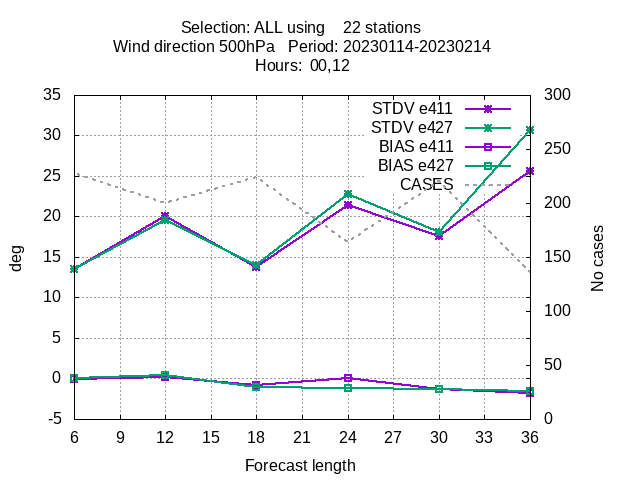 Selection: ALL using    22 stations
Wind direction 500hPa   Period: 20230114-20230214
Hours:  00,12
35 300
30 250
25 200
20 150
15 100
10 50
5 0
0
-5
STDV e411
STDV e427
BIAS e411
BIAS e427
CASES
deg
No cases
6 9 12 15 18 21 24 27 30 33 36
Forecast length